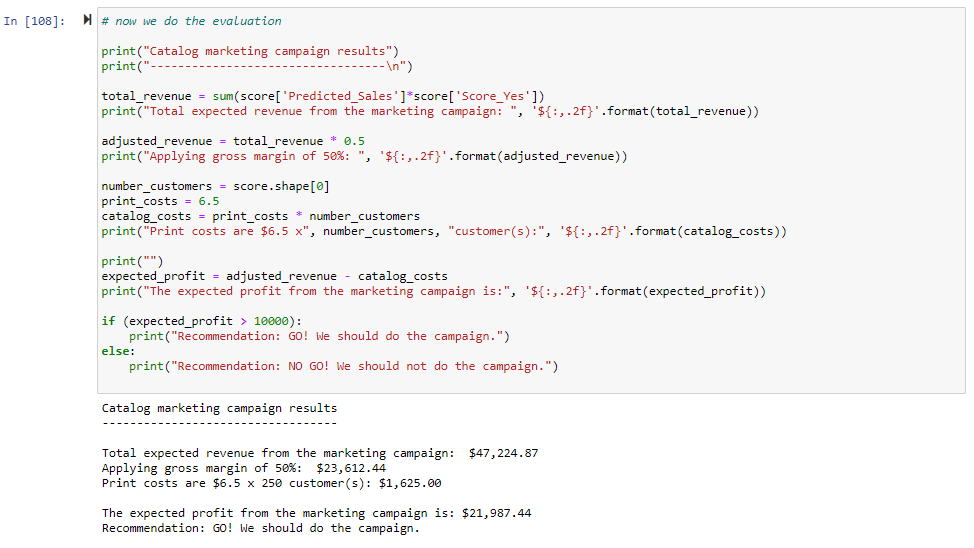 In [108]:
# now we do the evaluation
print("Catalog marketing campaign results")
print("----------------------------------\n")
total_revenue = sum(score['Predicted_Sales']*score['Score_Yes'])
print("Total expected revenue from the marketing campaign: ", '${:,.2f}'.format(total_revenue))
adjusted_revenue = total_revenue * 0.5
print("Applying gross margin of 50%: ", '${:,.2f}'.format(adjusted_revenue))
number_customers = score.shape[0]
print_costs = 6.5
catalog_costs = print_costs * number_customers
print("Print costs are $6.5 x", number_customers, "customer(s):", '${:,.2f}'.format(catalog_costs))
print("")
expected_profit = adjusted_revenue - catalog_costs
print("The expected profit from the marketing campaign is:", '${:,.2f}'.format(expected_profit))
if (expected_profit > 10000):
    print("Recommendation: GO! We should do the campaign.")
else:
    print("Recommendation: NO GO! We should not do the campaign.")
Catalog marketing campaign results
----------------------------------
Total expected revenue from the marketing campaign:  $47,224.87
Applying gross margin of 50%:  $23,612.44
Print costs are $6.5 x 250 customer(s): $1,625.00
The expected profit from the marketing campaign is: $21,987.44
Recommendation: GO! We should do the campaign.